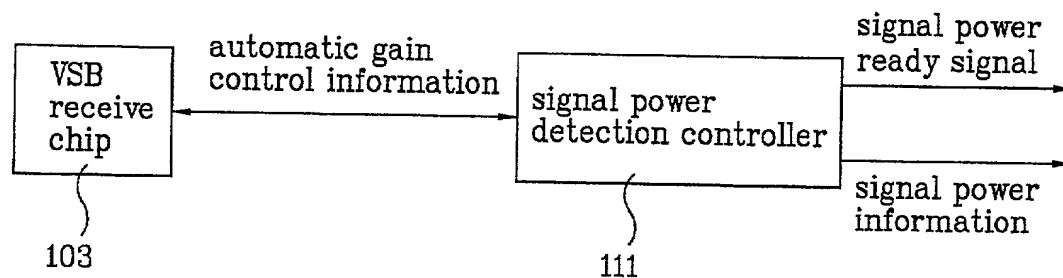 VSB
receive
chip
103
automatic gain
control information
signal power
detection controller
111
signal power
ready signal
signal power
information